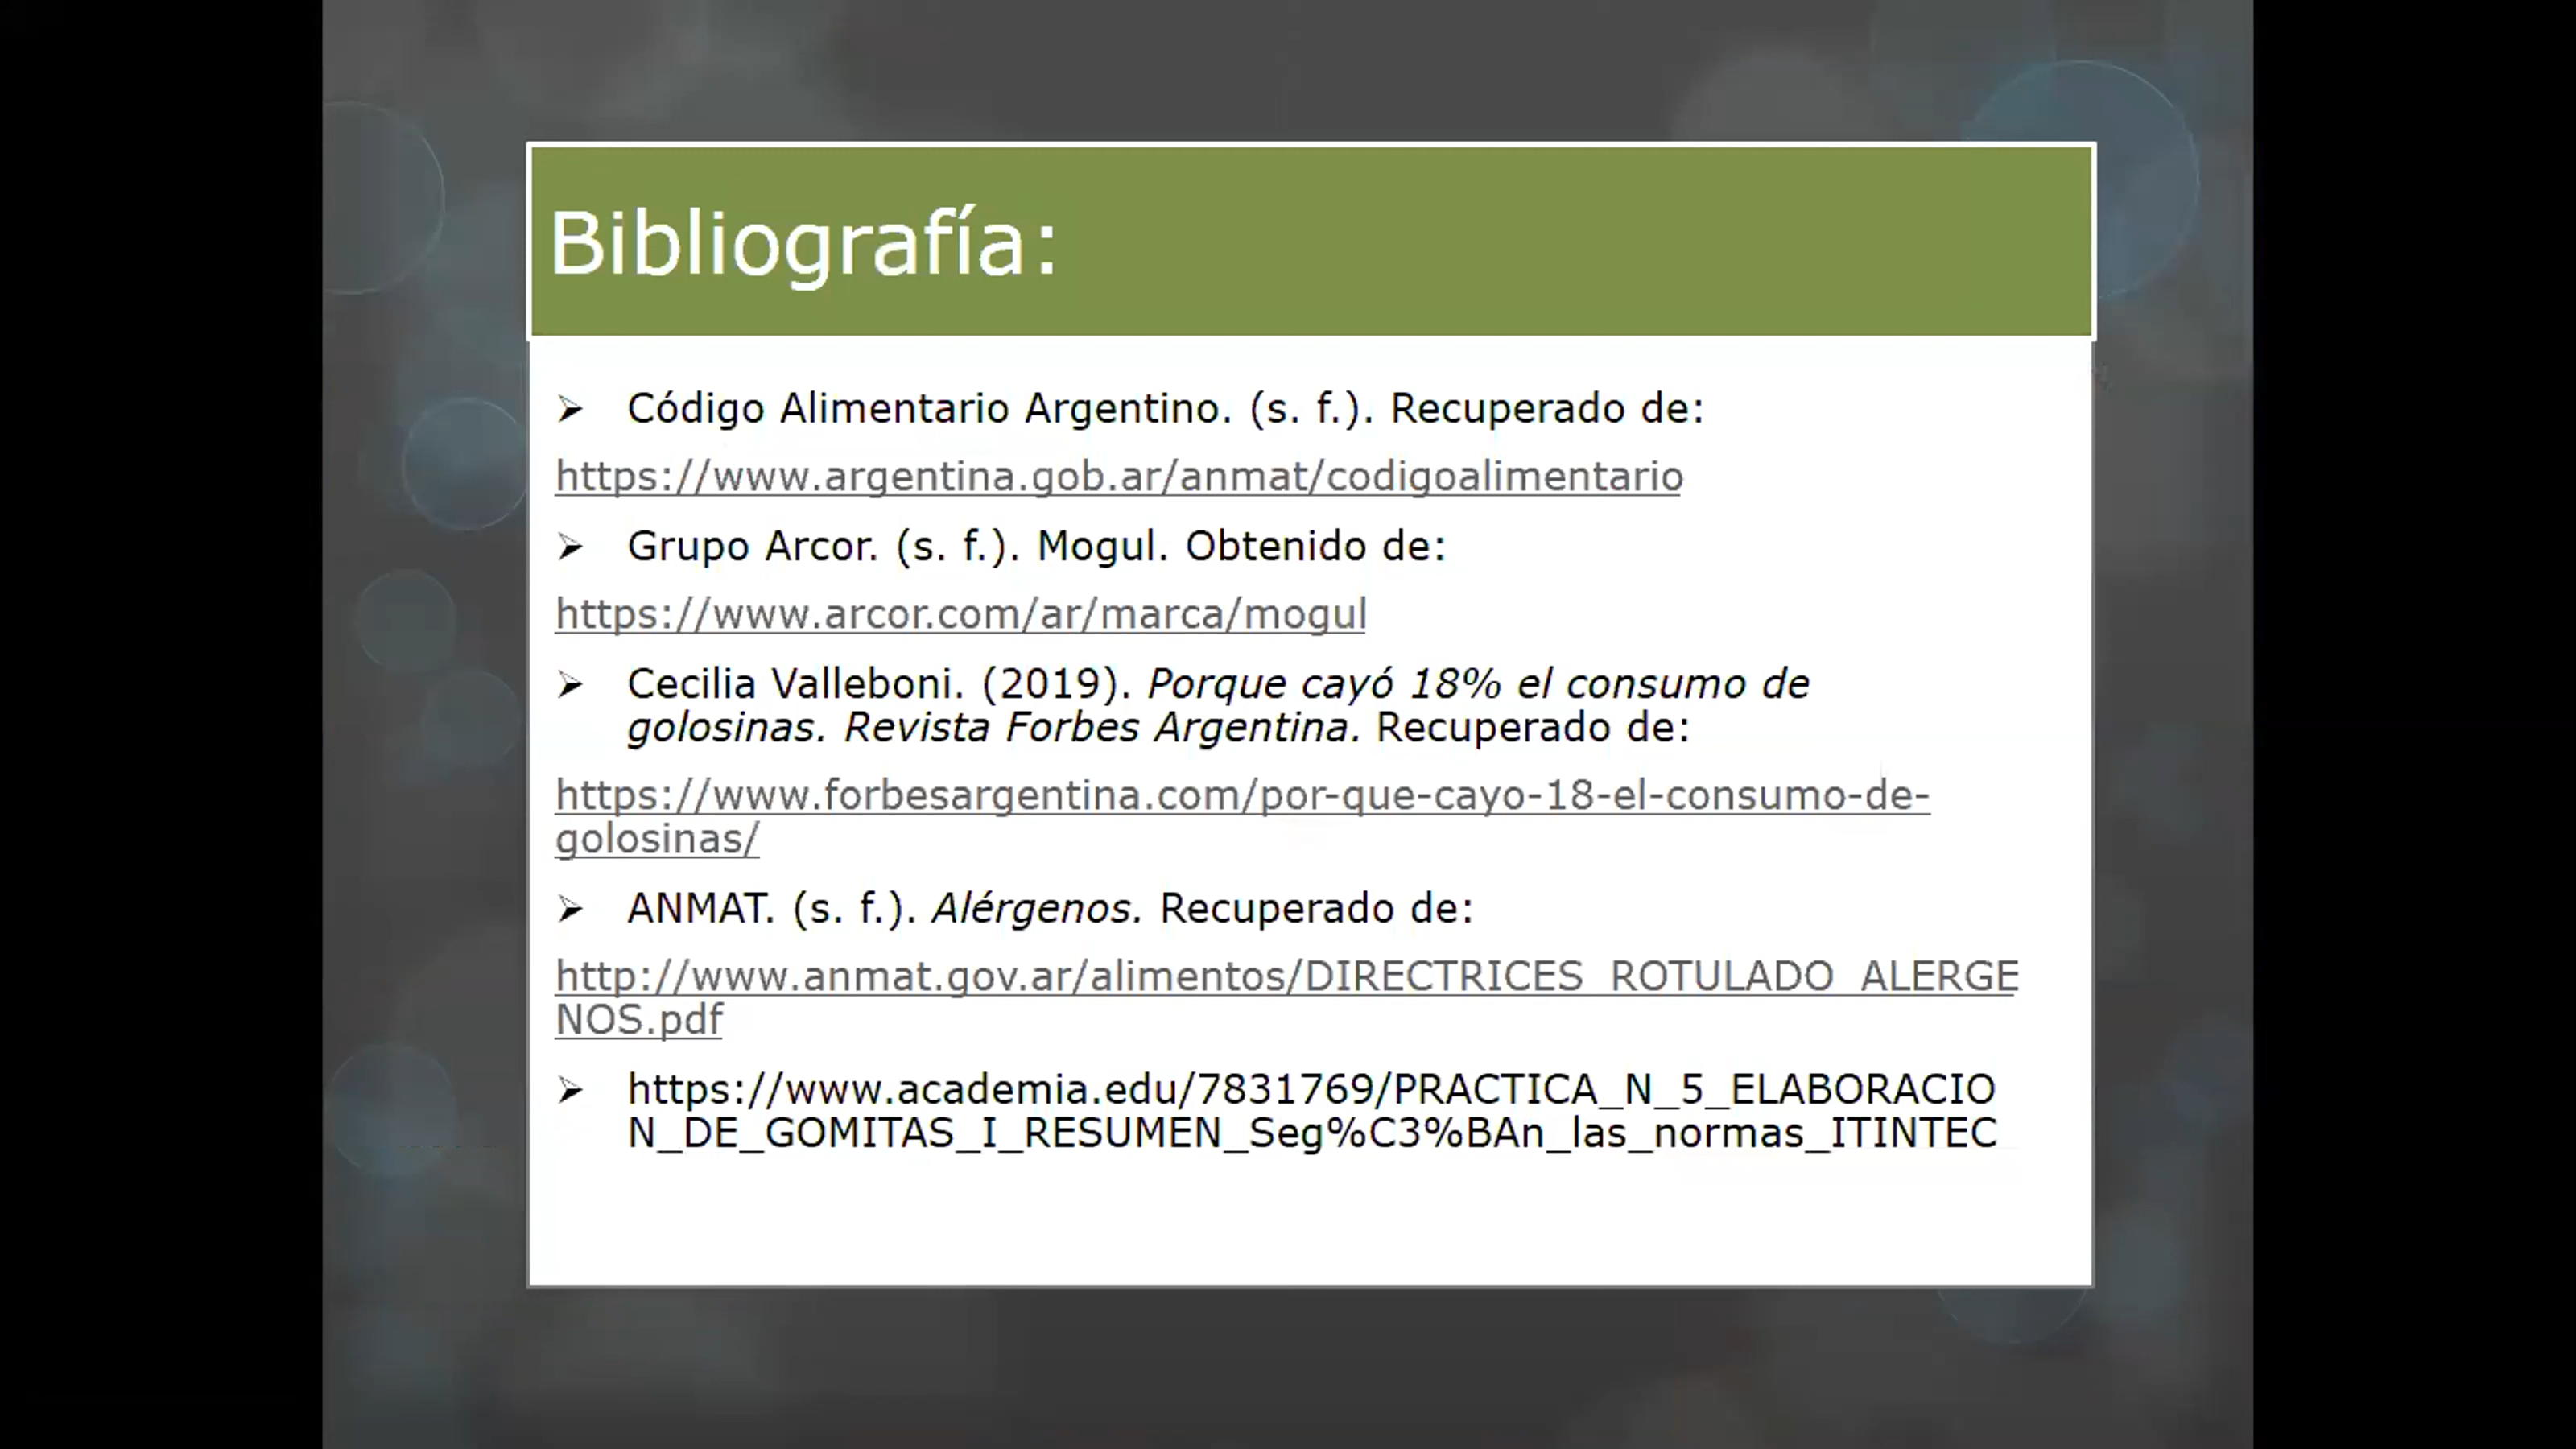 Bibliografía:
➢ Código Alimentario Argentino. (s. f.). Recuperado de:
https://www.argentina.gob.ar/anmat/codigoalimentario
➢ Grupo Arcor. (s. f.). Mogul. Obtenido de:
https://www.arcor.com/ar/marca/mogul
➢ Cecilia Valleboni. (2019). Porque cayó 18% el consumo de
golosinas. Revista Forbes Argentina. Recuperado de:
https://www.forbesargentina.com/por-que-cayo-18-el-consumo-de-
golosinas/
➢ ANMAT. (s. f.). Alérgenos. Recuperado de:
http://www.anmat.gov.ar/alimentos/DIRECTRICES_ROTULADO_ALERGE
NOS.pdf
➢ https://www.academia.edu/7831769/PRACTICA_N_5_ELABORACIO
N_DE_GOMITAS_I_RESUMEN_Seg%C3%BAn_las_normas_ITINTEC